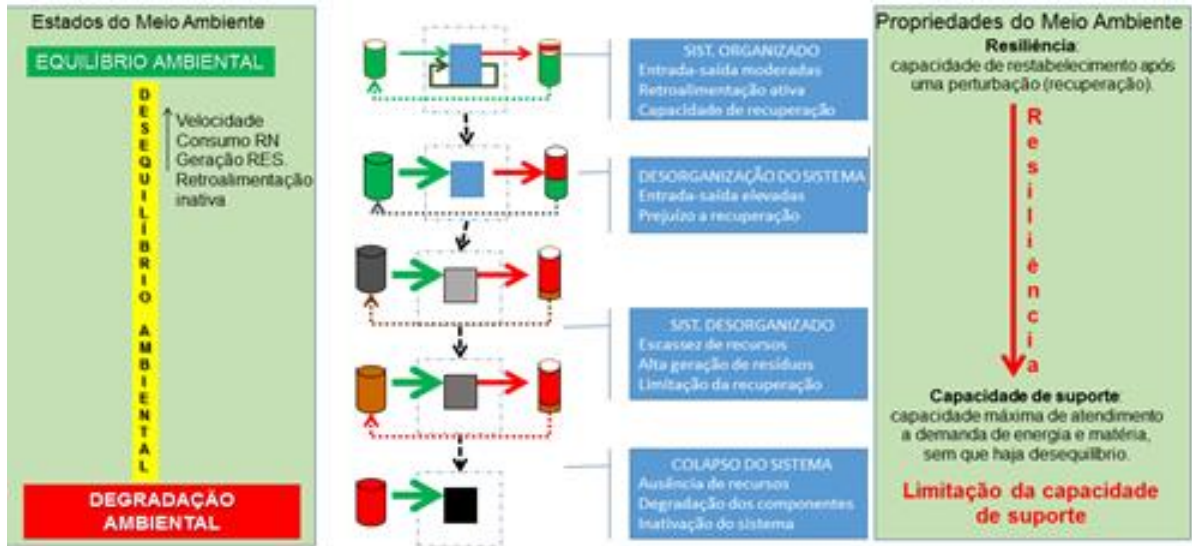 Estados do Meio Ambiente
EQUILÍBRIO AMBIENTAL
DESEQUILÍBRIO AMBIENTAL
Velocidade
Consumo RN
Geração RES.
Retroalimentação
inativa
DEGRADAÇÃO
AMBIENTAL
SIST. ORGANIZADO
Entrada-saída moderadas
Retroalimentação ativa
Capacidade de recuperação
DESORGANIZAÇÃO DO SISTEMA
Entrada-saída elevadas
Prejuízo a recuperação
SIST. DESORGANIZADO
Escassez de recursos
Alta geração de resíduos
Limitação da recuperação
COLAPSO DO SISTEMA
Ausência de recursos
Degradação dos componentes
Inativação do sistema
Propriedades do Meio Ambiente
Resiliência:
capacidade de restabelecimento após
uma perturbação (recuperação).
Resiliência
Capacidade de suporte:
capacidade máxima de atendimento
a demanda de energia e matéria,
sem que haja desequilíbrio.
Limitação da capacidade
de suporte